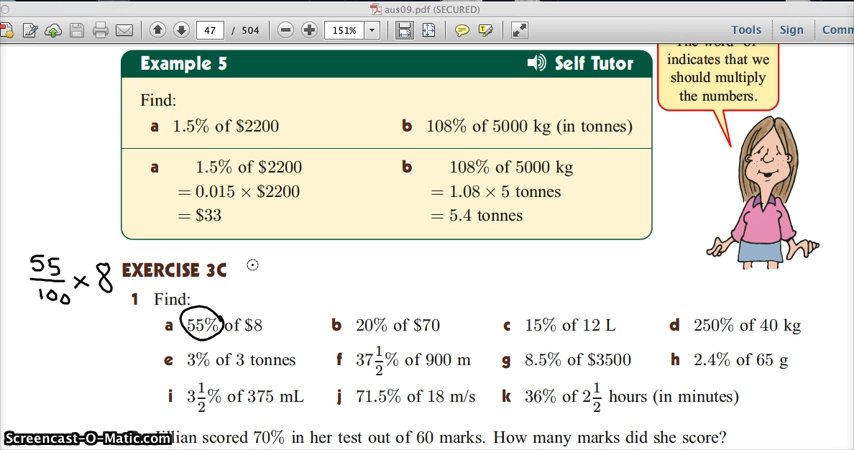 aus09.pdf (SECURED)
47 / 504 151% Tools Sign Comm
Example 5 Self Tutor
indicates that we
should multiply
the numbers.
Find:
a 1.5% of $2200 b 108% of 5000 kg (in tonnes)
a 1.5% of $2200 b 108% of 5000 kg
= 0.015 × $2200 = 1.08 × 5 tonnes
= $33 = 5.4 tonnes
55/100 × 8
EXERCISE 3C
1 Find:
a 55% of $8 b 20% of $70 c 15% of 12 L d 250% of 40 kg
e 3% of 3 tonnes f 37 1/2% of 900 m g 8.5% of $3500 h 2.4% of 65 g
i 3 1/2% of 375 mL j 71.5% of 18 m/s k 36% of 2 1/2 hours (in minutes)
Screencast-O-Matic.com
scored 70% in her test out of 60 marks. How many marks did she score?